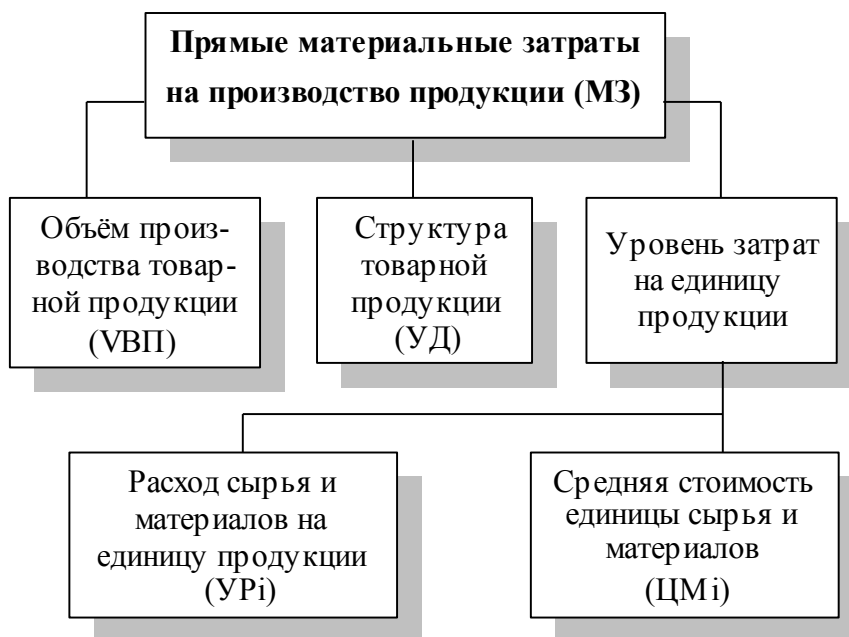 Прямые материальные затраты
на производство продукции (МЗ)
Объём произ-
водства товар-
ной продукции
(VВП)
Структура
товарной
продукции
(УД)
Уровень затрат
на единицу
продукции
Расход сырья и
материалов на
единицу продукции
(УРi)
Средняя стоимость
единицы сырья и
материалов
(ЦМi)